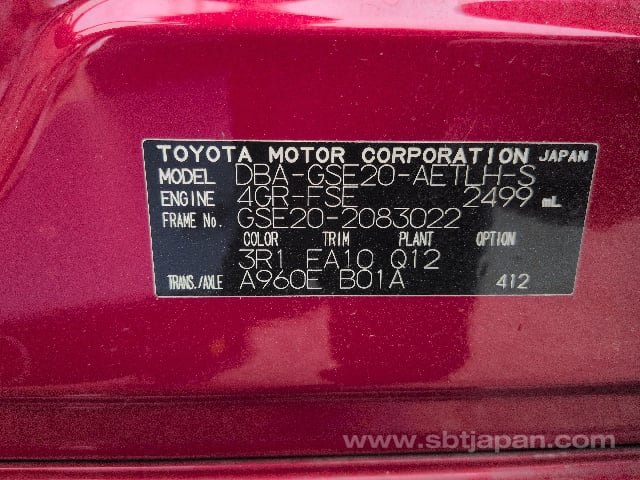 TOYOTA MOTOR CORPORATION JAPAN
MODEL DBA-GSE20-AETLH-S
ENGINE 4GR-FSE 2499 mL
FRAME No. GSE20-2083022
COLOR TRIM PLANT OPTION
3R1 FA10 Q12
TRANS./AXLE A960E B01A 412
www.sbtjapan.com